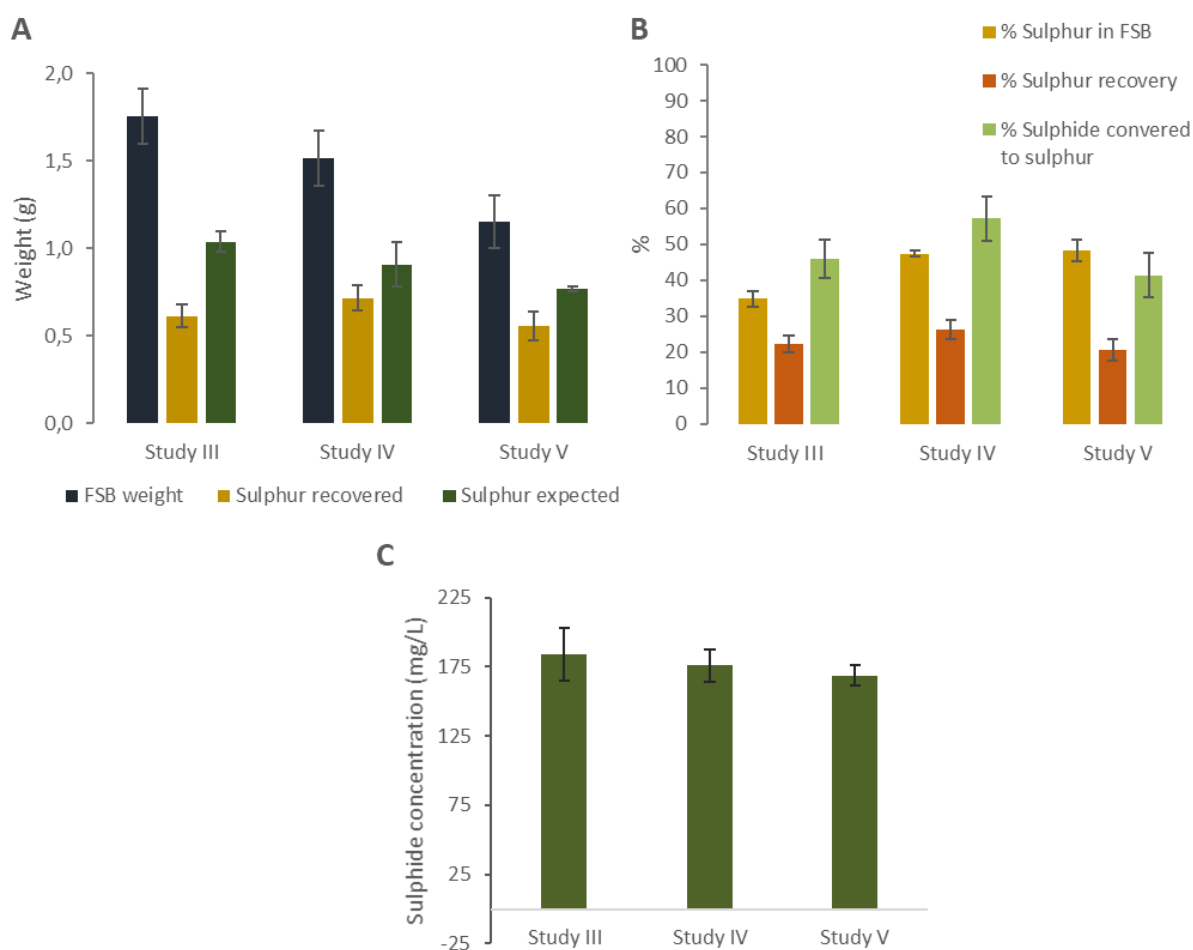 A
Weight (g)
2,0
1,5
1,0
0,5
0,0
Study III
Study IV
Study V
FSB weight
Sulphur recovered
Sulphur expected
B
% Sulphur in FSB
% Sulphur recovery
% Sulphide convered
to sulphur
%
100
90
80
70
60
50
40
30
20
10
0
Study III
Study IV
Study V
C
Sulphide concentration (mg/L)
225
175
125
75
25
-25
Study III
Study IV
Study V